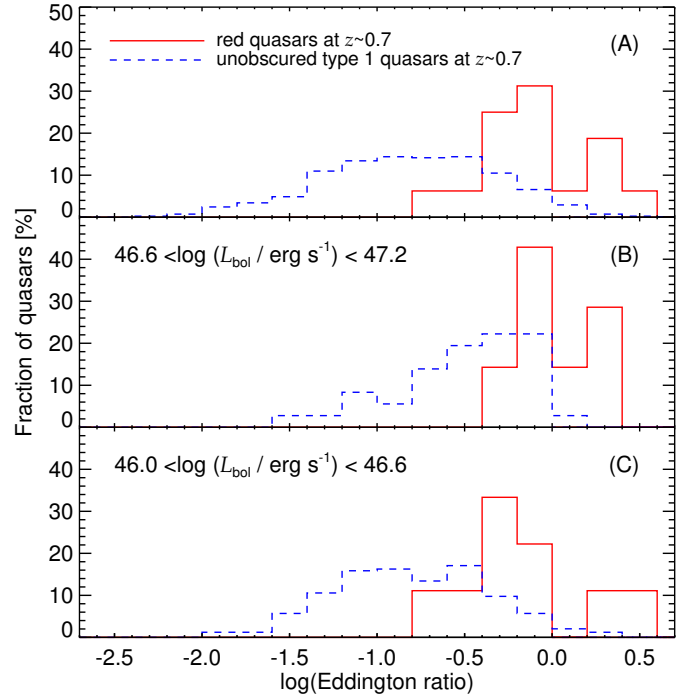 50
40
30
20
10
0
red quasars at z~0.7
unobscured type 1 quasars at z~0.7
(A)
Fraction of quasars [%]
40
30
20
10
0
46.6 <log (Lbol / erg s-1) < 47.2
(B)
40
30
20
10
0
46.0 <log (Lbol / erg s-1) < 46.6
(C)
-2.5 -2.0 -1.5 -1.0 -0.5 0.0 0.5
log(Eddington ratio)